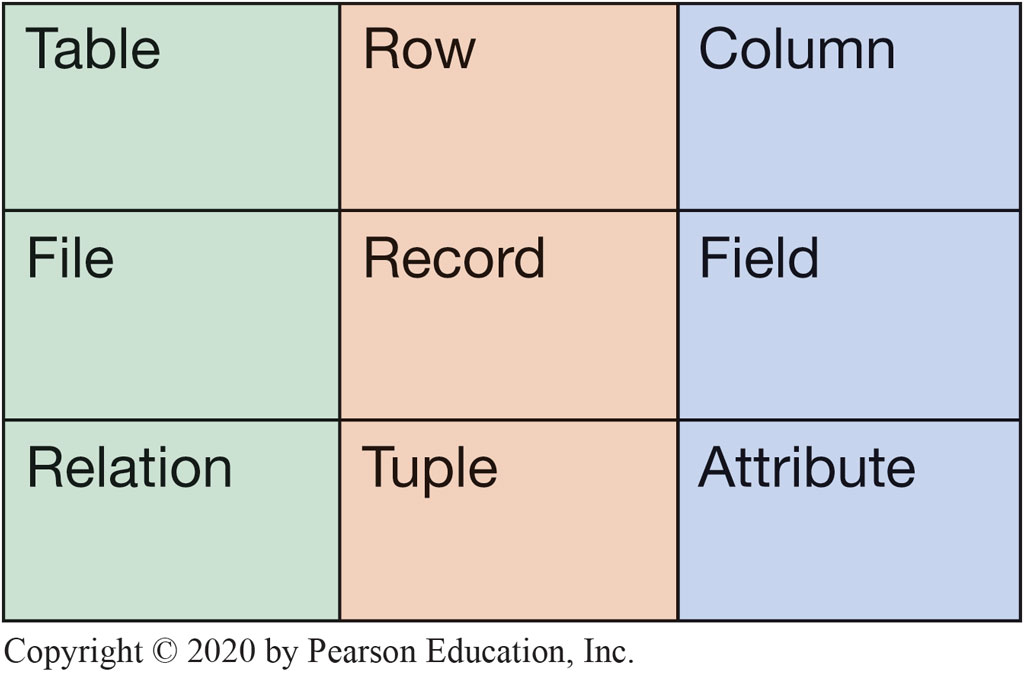 Table Row Column
File Record Field
Relation Tuple Attribute
Copyright © 2020 by Pearson Education, Inc.